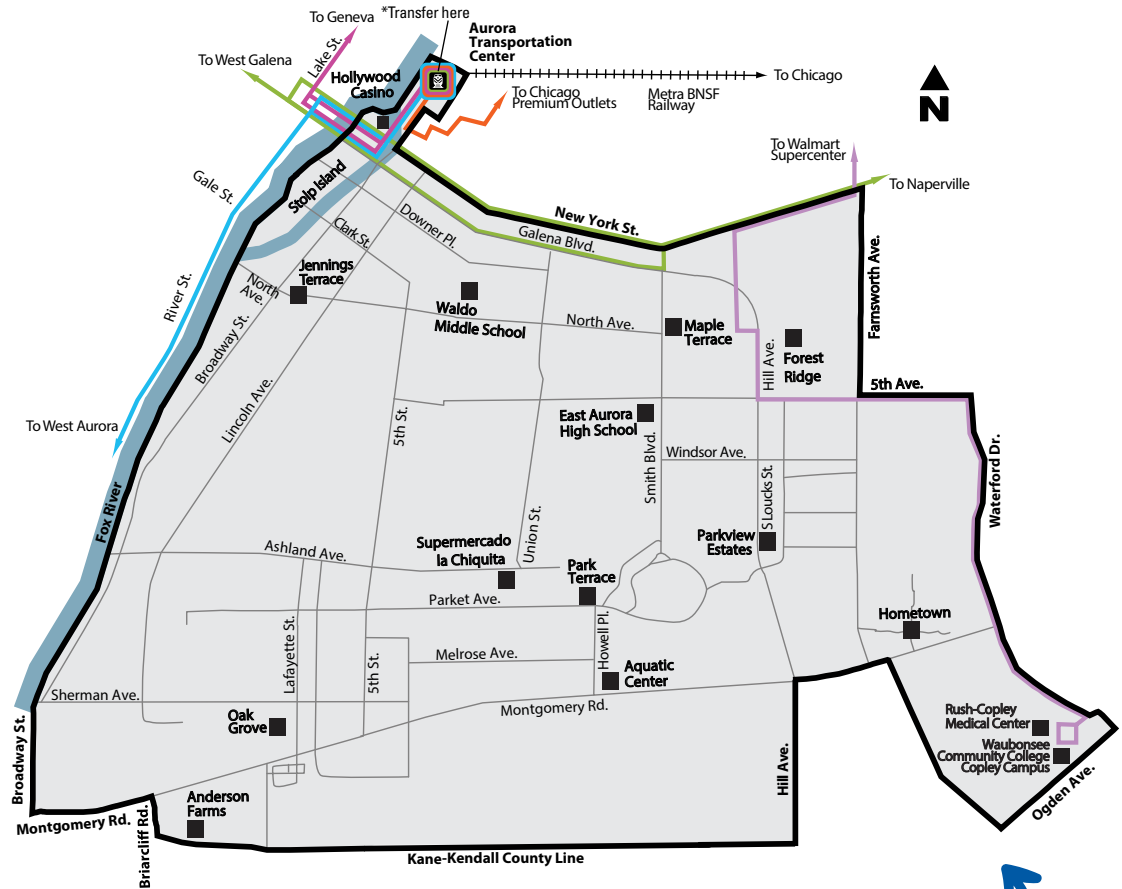 *Transfer here
To Geneva
Aurora
Transportation
Center
Lake St.
To West Galena
Hollywood
Casino
To Chicago
To Chicago
Premium Outlets
Metra BNSF
Railway
N
To Walmart
Supercenter
To Naperville
Gale St.
Stolp Island
New York St.
Galena Blvd.
Downer Pl.
Clark St.
Farnsworth Ave.
Jennings
Terrace
North
Ave.
River St.
Waldo
Middle School
North Ave.
Maple
Terrace
Hill Ave.
Forest
Ridge
Broadway St.
Lincoln Ave.
5th Ave.
5th St.
East Aurora
High School
To West Aurora
Smith Blvd.
Windsor Ave.
Waterford Dr.
S Loucks St.
Fox River
Union St.
Parkview
Estates
Ashland Ave.
Supermercado
la Chiquita
Park
Terrace
Parket Ave.
Hometown
Lafayette St.
5th St.
Melrose Ave.
Howell Pl.
Aquatic
Center
Sherman Ave.
Montgomery Rd.
Oak
Grove
Rush-Copley
Medical Center
Waubonsee
Community College
Copley Campus
Broadway St.
Hill Ave.
Ogden Ave.
Anderson
Farms
Montgomery Rd.
Briarcliff Rd.
Kane-Kendall County Line